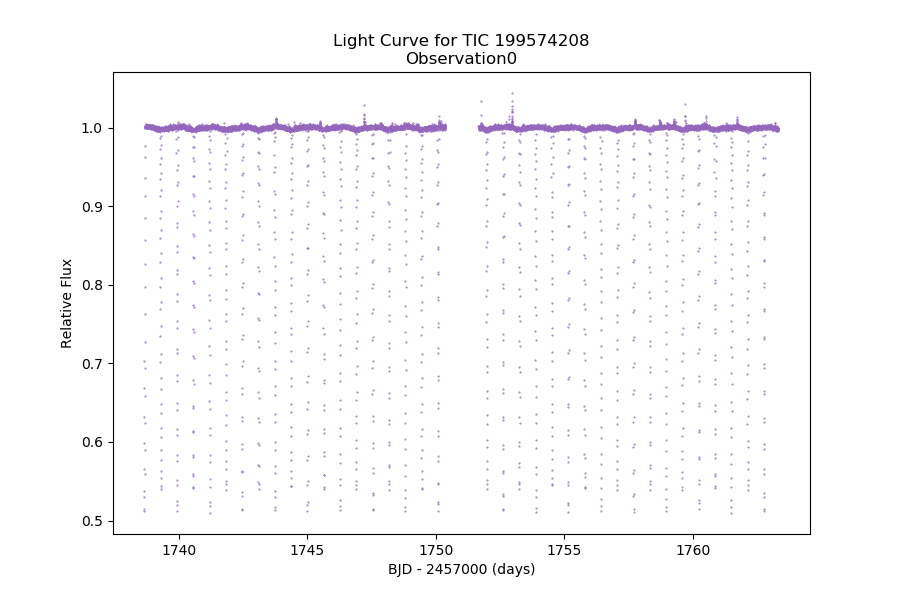 Light Curve for TIC 199574208
Observation0
1.0
0.9
0.8
0.7
0.6
0.5
Relative Flux
1740
1745
1750
1755
1760
BJD - 2457000 (days)